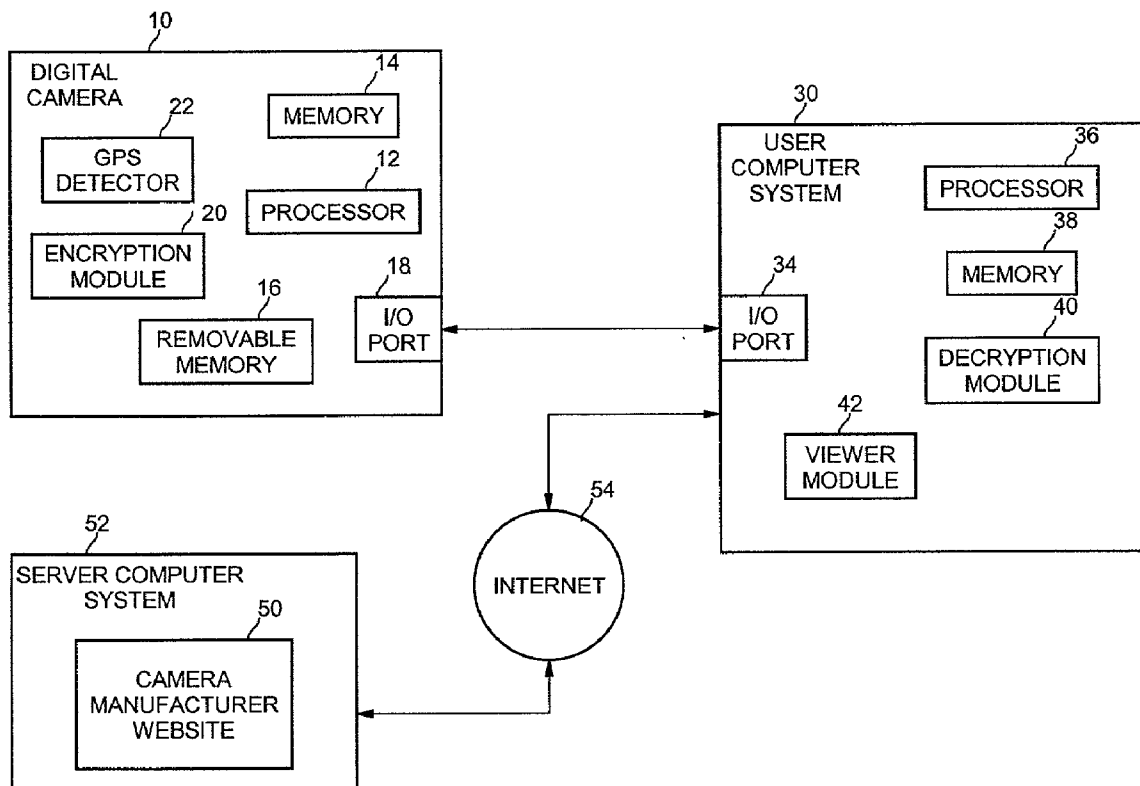 10
DIGITAL
CAMERA
14
MEMORY
22
GPS
DETECTOR
12
PROCESSOR
20
ENCRYPTION
MODULE
18
I/O
PORT
16
REMOVABLE
MEMORY
30
USER
COMPUTER
SYSTEM
36
PROCESSOR
38
MEMORY
34
I/O
PORT
40
DECRYPTION
MODULE
42
VIEWER
MODULE
54
INTERNET
52
SERVER COMPUTER
SYSTEM
50
CAMERA
MANUFACTURER
WEBSITE